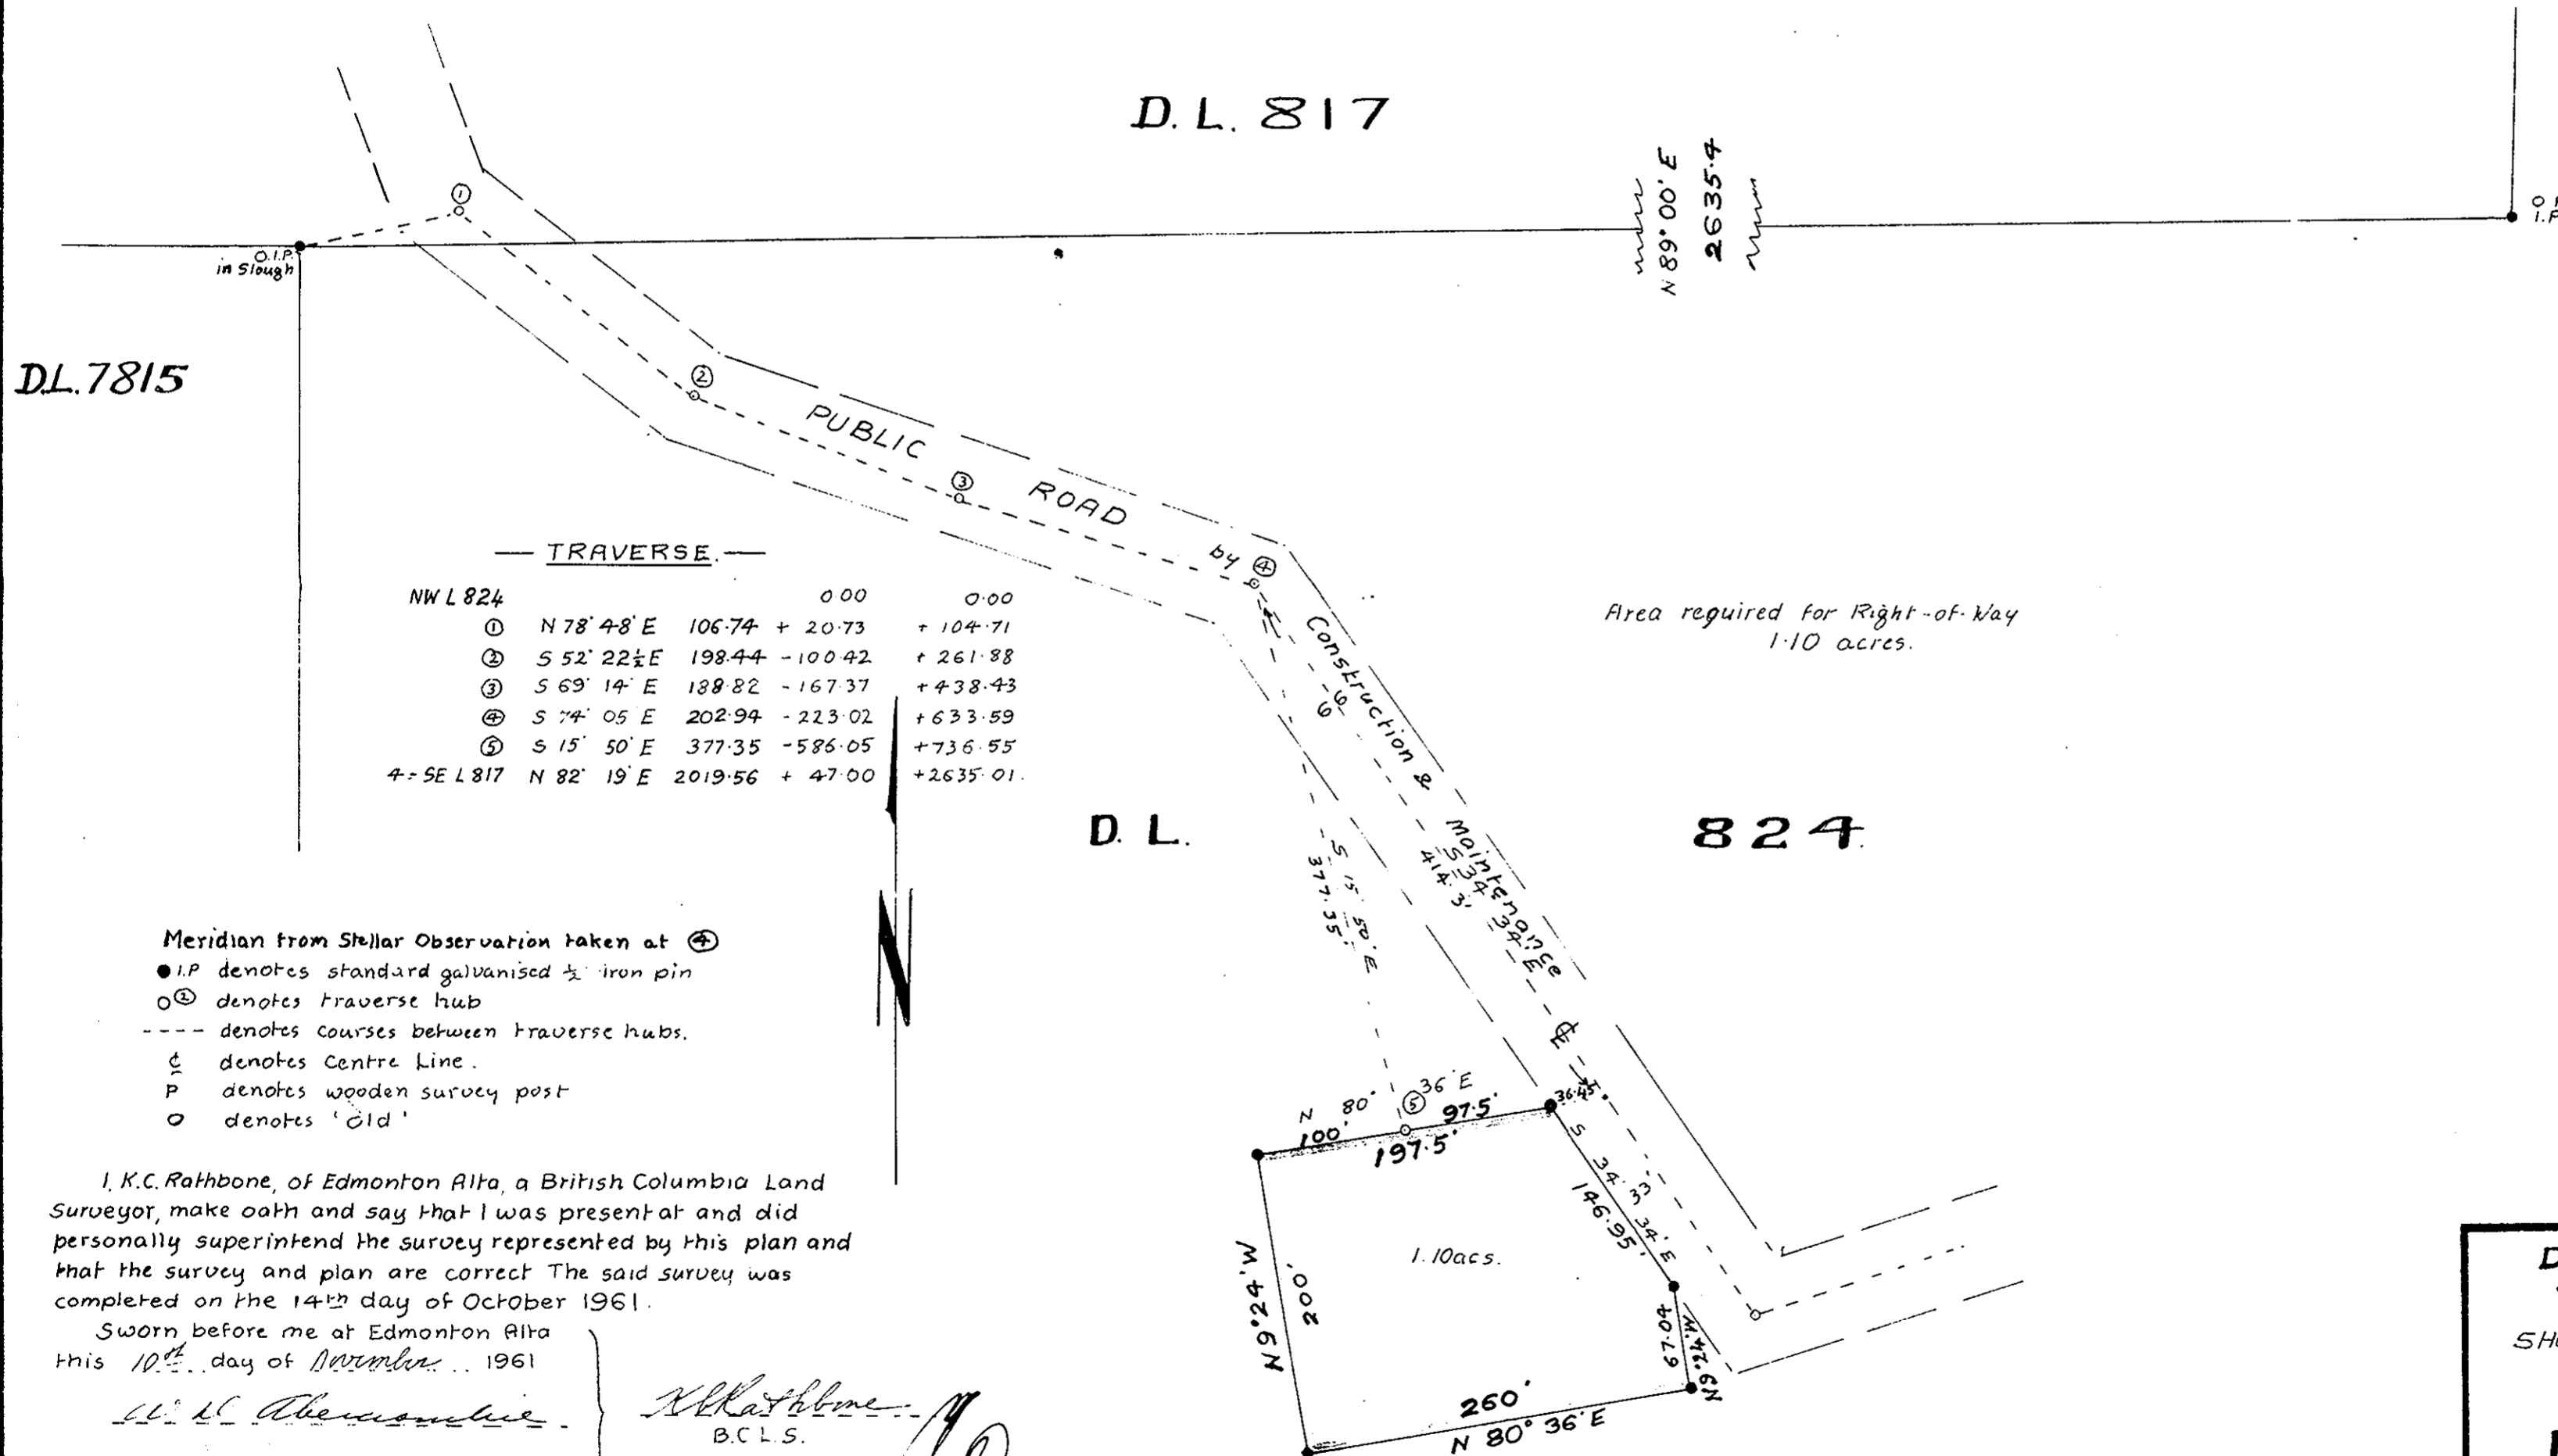 D. L. 817
N 89° 00' E
2635.4
O.I.P.
in Slough
I.P
D.L. 7815
①
②
③
④
PUBLIC ROAD
by Construction & Maintenance
— TRAVERSE. —
NW L 824 0.00 0.00
① N 78° 48' E 106.74 + 20.73 + 104.71
② S 52° 22½ E 198.44 - 100.42 + 261.88
③ S 69° 14' E 188.82 - 167.37 + 438.43
④ S 74° 05' E 202.94 - 223.02 + 633.59
⑤ S 15° 50' E 377.35 - 586.05 + 736.55
4 = SE L 817 N 82° 19' E 2019.56 + 47.00 + 2635.01.
Area required for Right-of-Way
1.10 acres.
66
D. L. 824.
S 15° 50' E
377.35'
S 34° 34' E
414.3'
℄
N
Meridian from Stellar Observation taken at ④
● I.P denotes standard galvanised ½" iron pin
○② denotes traverse hub
---- denotes courses between traverse hubs.
℄ denotes Centre Line.
P denotes wooden survey post
O denotes 'old'
N 80° 36' E
⑤
100' 97.5'
197.5'
36.45'
S 34° 34' E
33'
146.95'
1.10acs.
N 9° 24' W
200'
67.04
N 9° 24' W
260'
N 80° 36' E
I. K.C. Rathbone, of Edmonton Alta, a British Columbia Land
Surveyor, make oath and say that I was present at and did
personally superintend the survey represented by this plan and
that the survey and plan are correct The said survey was
completed on the 14th day of October 1961.
Sworn before me at Edmonton Alta
this 10th day of November 1961
Abercrombie
K C Rathbone
B.C L.S.
D
SH